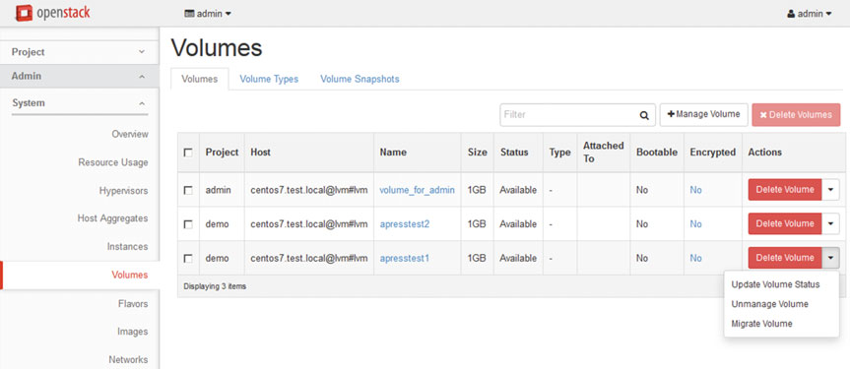 openstack
admin
admin
Project
Admin
System
Overview
Resource Usage
Hypervisors
Host Aggregates
Instances
Volumes
Flavors
Images
Networks
Volumes
Volumes Volume Types Volume Snapshots
Filter
+Manage Volume
✖ Delete Volumes
Project Host Name Size Status Type Attached To Bootable Encrypted Actions
admin centos7.test.local@lvm#lvm volume_for_admin 1GB Available - No No Delete Volume
demo centos7.test.local@lvm#lvm apresstest2 1GB Available - No No Delete Volume
demo centos7.test.local@lvm#lvm apresstest1 1GB Available - No No Delete Volume
Displaying 3 items
Update Volume Status
Unmanage Volume
Migrate Volume